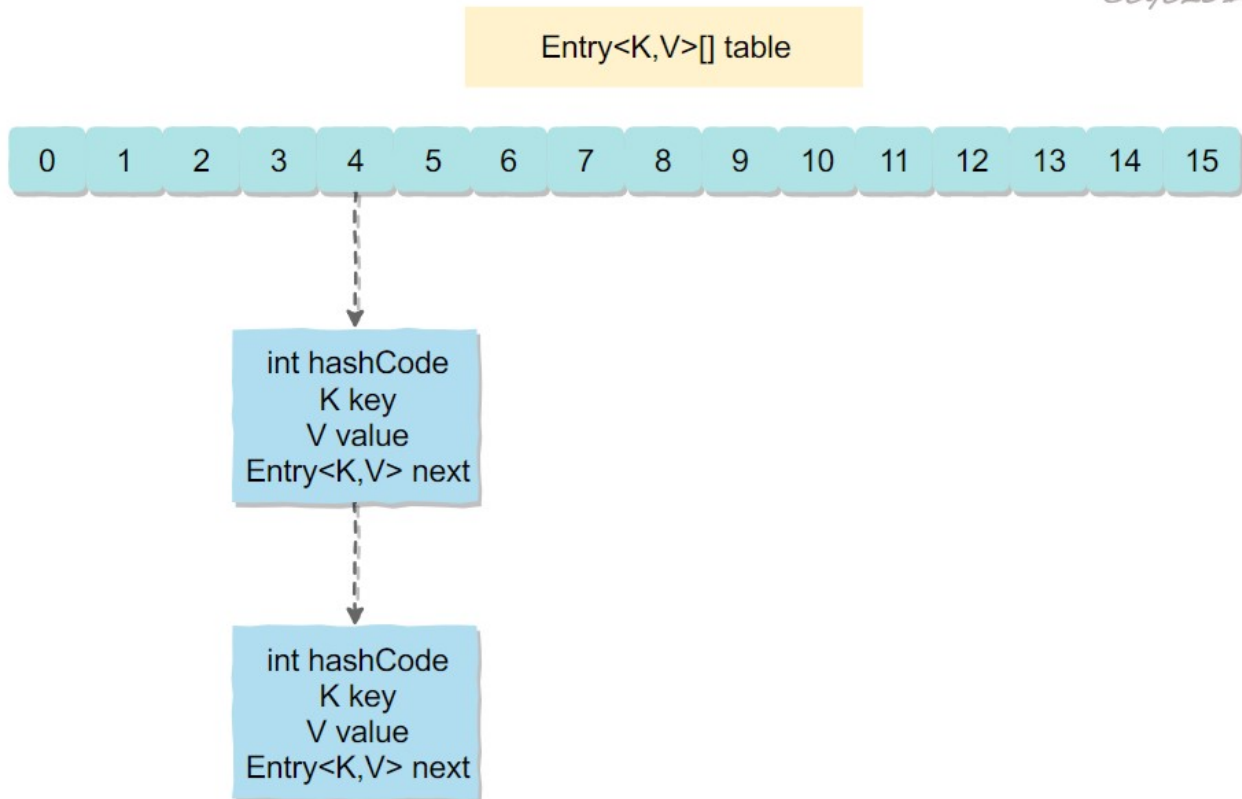 Entry<K,V>[] table
0 1 2 3 4 5 6 7 8 9 10 11 12 13 14 15
int hashCode
K key
V value
Entry<K,V> next
int hashCode
K key
V value
Entry<K,V> next